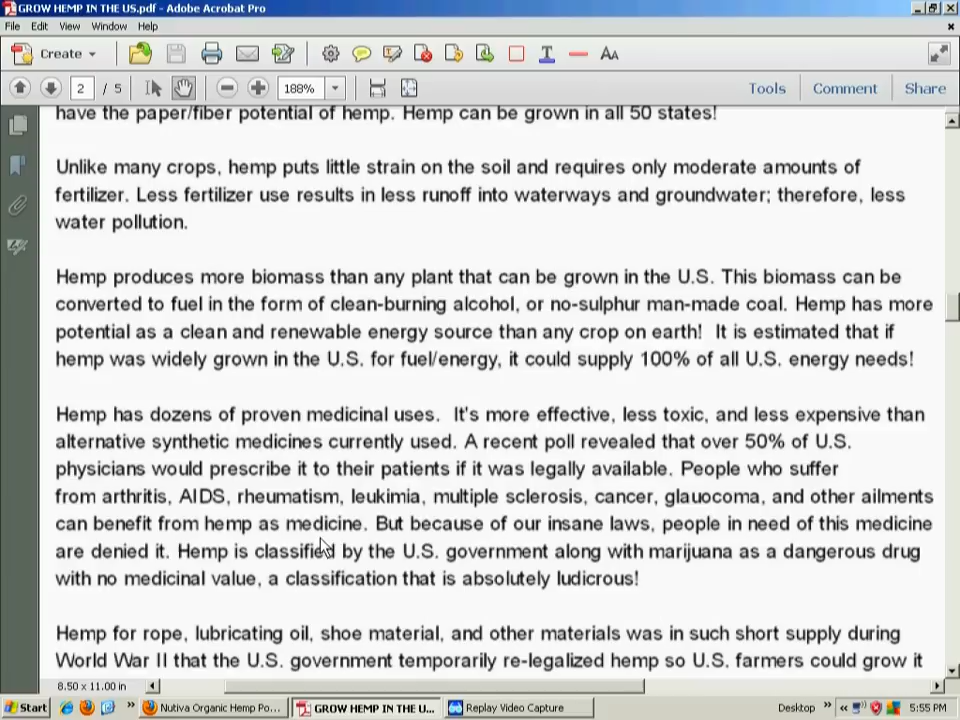 GROW HEMP IN THE US.pdf - Adobe Acrobat Pro
File Edit View Window Help
Create
2 / 5 188% Tools Comment Share
have the paper/fiber potential of hemp. Hemp can be grown in all 50 states!
Unlike many crops, hemp puts little strain on the soil and requires only moderate amounts of
fertilizer. Less fertilizer use results in less runoff into waterways and groundwater; therefore, less
water pollution.
Hemp produces more biomass than any plant that can be grown in the U.S. This biomass can be
converted to fuel in the form of clean-burning alcohol, or no-sulphur man-made coal. Hemp has more
potential as a clean and renewable energy source than any crop on earth! It is estimated that if
hemp was widely grown in the U.S. for fuel/energy, it could supply 100% of all U.S. energy needs!
Hemp has dozens of proven medicinal uses. It's more effective, less toxic, and less expensive than
alternative synthetic medicines currently used. A recent poll revealed that over 50% of U.S.
physicians would prescribe it to their patients if it was legally available. People who suffer
from arthritis, AIDS, rheumatism, leukimia, multiple sclerosis, cancer, glauocoma, and other ailments
can benefit from hemp as medicine. But because of our insane laws, people in need of this medicine
are denied it. Hemp is classified by the U.S. government along with marijuana as a dangerous drug
with no medicinal value, a classification that is absolutely ludicrous!
Hemp for rope, lubricating oil, shoe material, and other materials was in such short supply during
World War II that the U.S. government temporarily re-legalized hemp so U.S. farmers could grow it
8.50 x 11.00 in
Start Nutiva Organic Hemp Po... GROW HEMP IN THE U... Replay Video Capture Desktop 5:55 PM